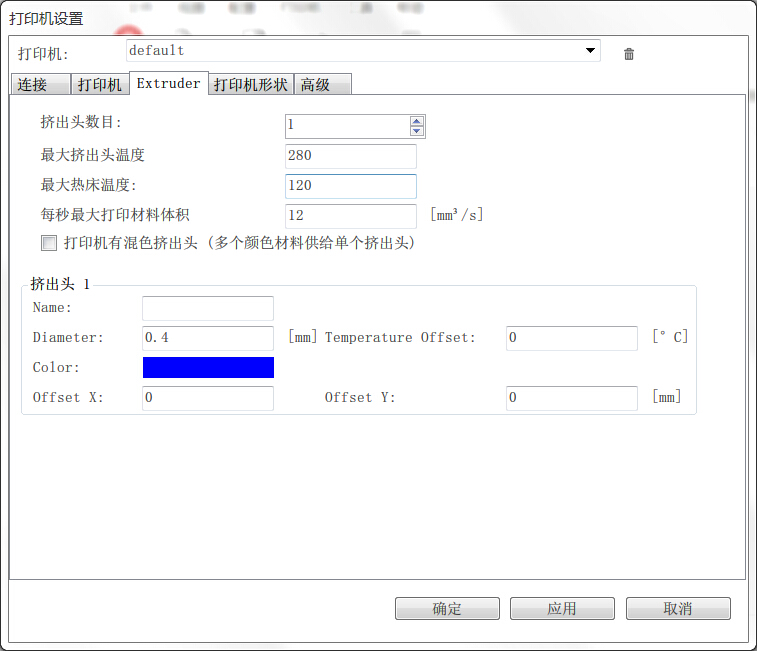 打印机设置
打印机: default
连接 打印机 Extruder 打印机形状 高级
挤出头数目: 1
最大挤出头温度 280
最大热床温度: 120
每秒最大打印材料体积 12 [mm³/s]
打印机有混色挤出头 (多个颜色材料供给单个挤出头)
挤出头 1
Name:
Diameter: 0.4 [mm] Temperature Offset: 0 [° C]
Color:
Offset X: 0 Offset Y: 0 [mm]
确定 应用 取消